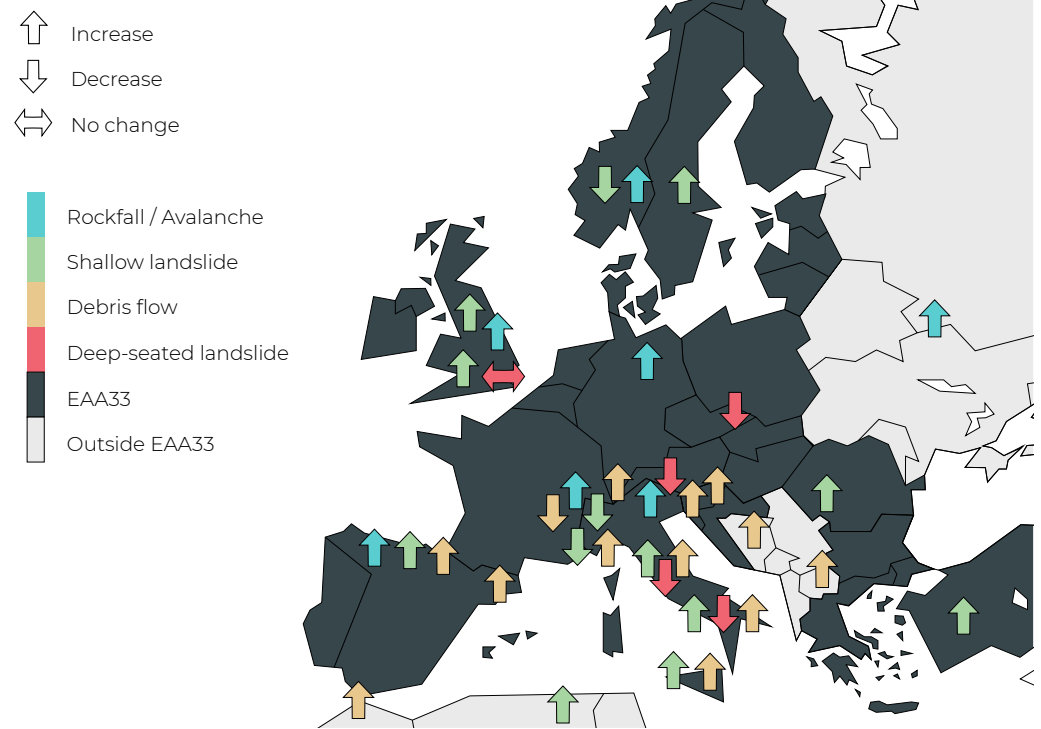 Increase
Decrease
No change
Rockfall / Avalanche
Shallow landslide
Debris flow
Deep-seated landslide
EAA33
Outside EAA33